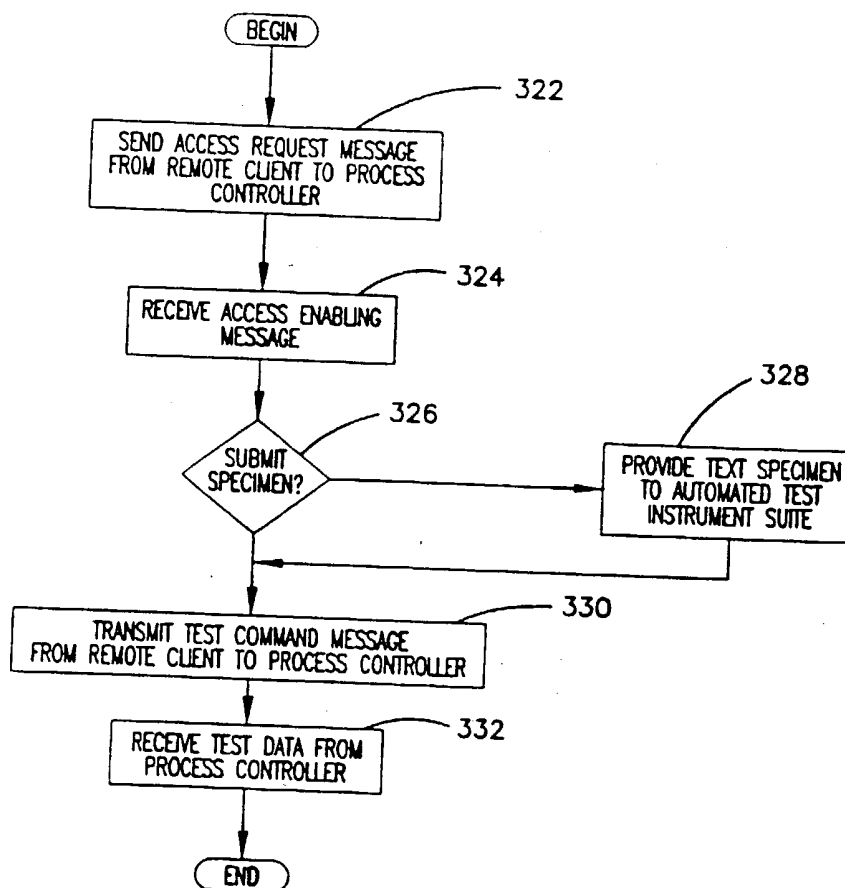 BEGIN
322
SEND ACCESS REQUEST MESSAGE
FROM REMOTE CLIENT TO PROCESS
CONTROLLER
324
RECEIVE ACCESS ENABLING
MESSAGE
326
SUBMIT
SPECIMEN?
328
PROVIDE TEXT SPECIMEN
TO AUTOMATED TEST
INSTRUMENT SUITE
330
TRANSMIT TEST COMMAND MESSAGE
FROM REMOTE CLIENT TO PROCESS CONTROLLER
332
RECEIVE TEST DATA FROM
PROCESS CONTROLLER
END